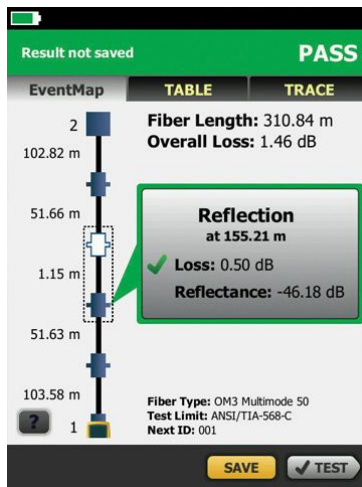 Result not saved
PASS
EventMap
TABLE
TRACE
2
Fiber Length: 310.84 m
Overall Loss: 1.46 dB
102.82 m
51.66 m
Reflection
at 155.21 m
Loss: 0.50 dB
Reflectance: -46.18 dB
1.15 m
51.63 m
103.58 m
?
1
Fiber Type: OM3 Multimode 50
Test Limit: ANSI/TIA-568-C
Next ID: 001
SAVE
TEST